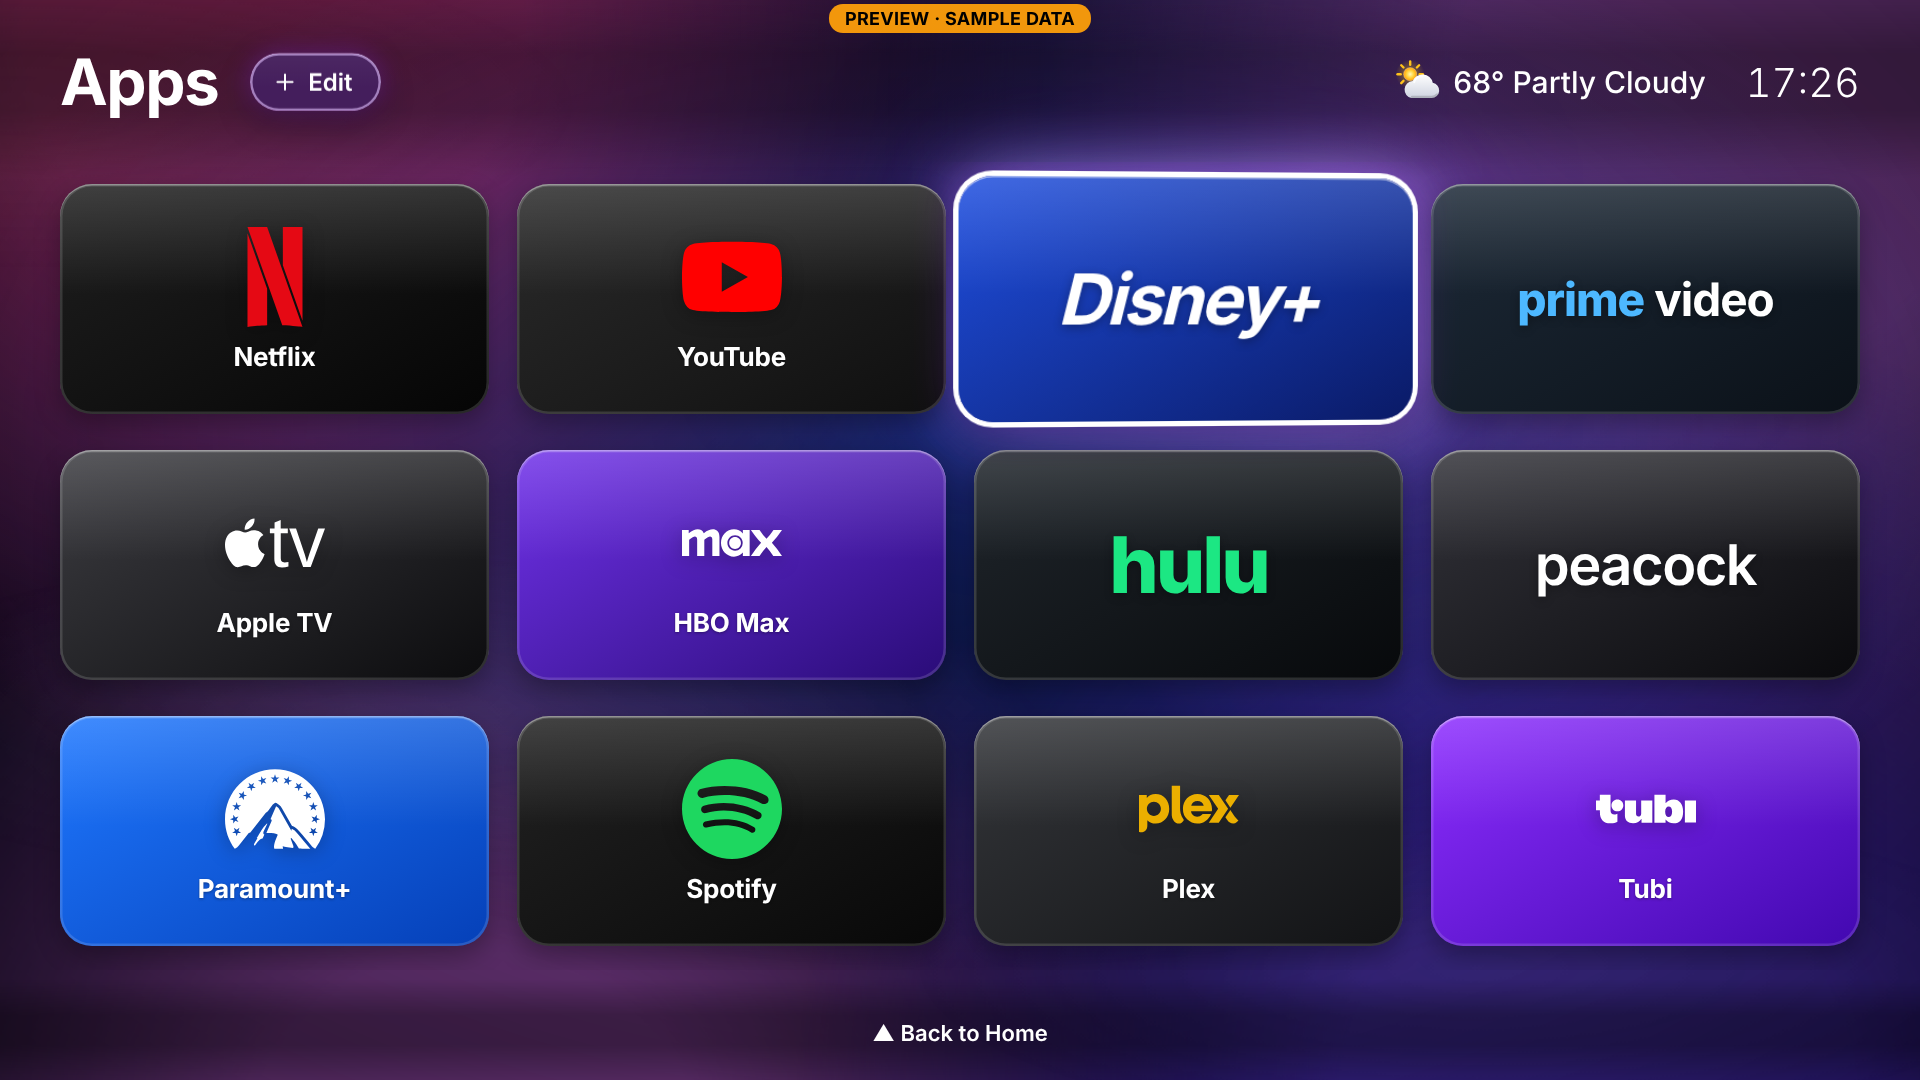 PREVIEW · SAMPLE DATA
Apps
+ Edit
68° Partly Cloudy
17:26
Netflix
YouTube
Disney+
prime video
tv
Apple TV
max
HBO Max
hulu
peacock
Paramount+
Spotify
plex
Plex
tubi
Tubi
▲ Back to Home